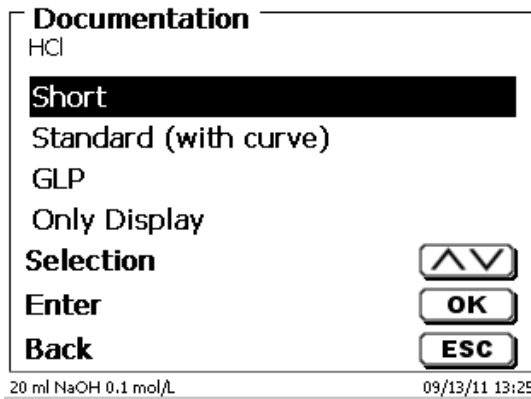 Documentation
HCl
Short
Standard (with curve)
GLP
Only Display
Selection
Enter OK
Back ESC
20 ml NaOH 0.1 mol/L 09/13/11 13:25